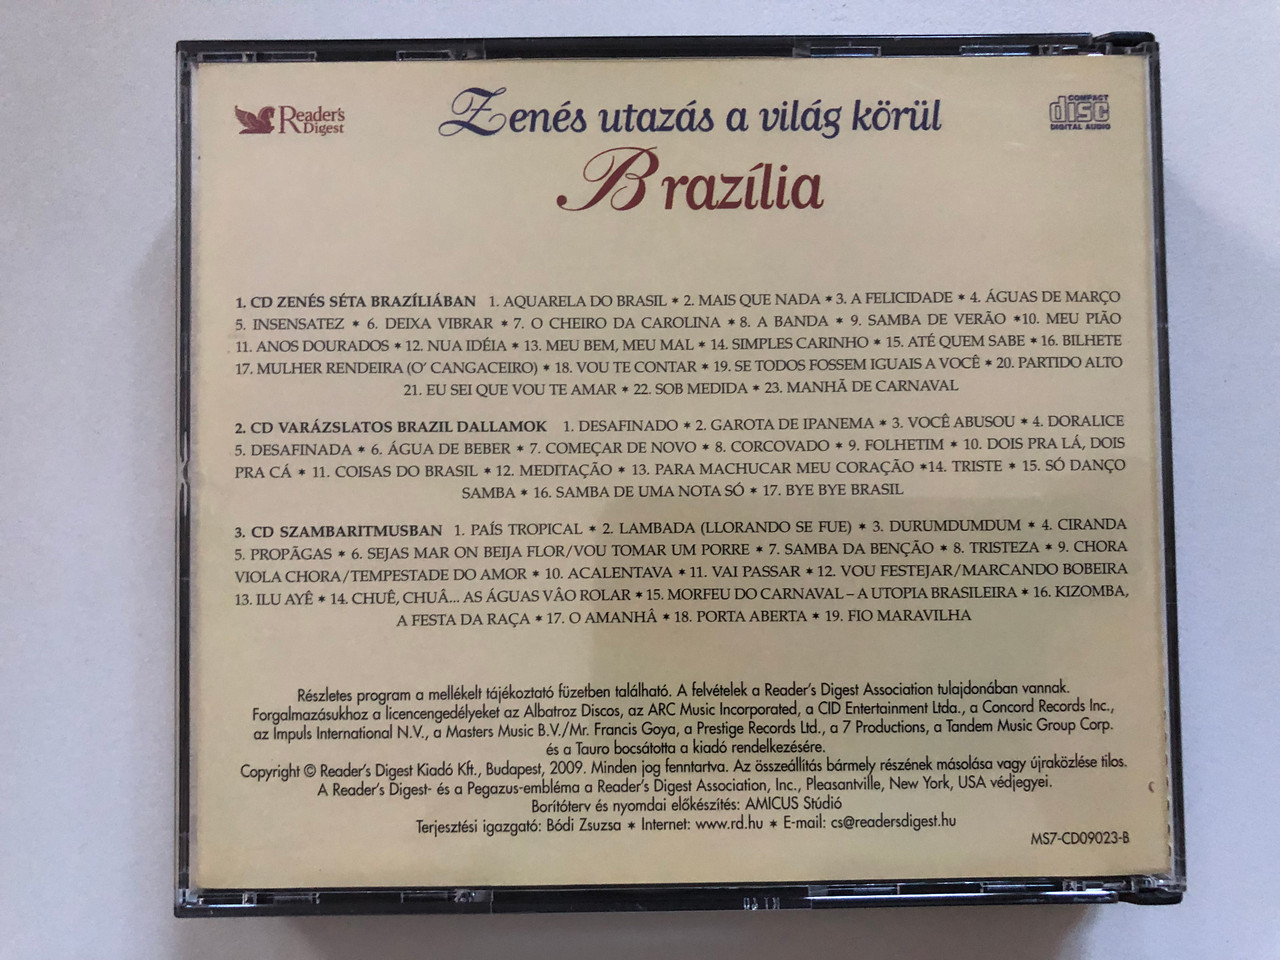 Reader's Digest
Zenés utazás a világ körül
COMPACT disc DIGITAL AUDIO
Brazília
1. CD ZENÉS SÉTA BRAZÍLIÁBAN 1. AQUARELA DO BRASIL ★ 2. MAIS QUE NADA ★ 3. A FELICIDADE ★ 4. ÁGUAS DE MARÇO
5. INSENSATEZ ★ 6. DEIXA VIBRAR ★ 7. O CHEIRO DA CAROLINA ★ 8. A BANDA ★ 9. SAMBA DE VERÃO ★10. MEU PIÃO
11. ANOS DOURADOS ★ 12. NUA IDÉIA ★ 13. MEU BEM, MEU MAL ★ 14. SIMPLES CARINHO ★ 15. ATÉ QUEM SABE ★ 16. BILHETE
17. MULHER RENDEIRA (O' CANGACEIRO) ★ 18. VOU TE CONTAR ★ 19. SE TODOS FOSSEM IGUAIS A VOCÊ ★ 20. PARTIDO ALTO
21. EU SEI QUE VOU TE AMAR ★ 22. SOB MEDIDA ★ 23. MANHÃ DE CARNAVAL
2. CD VARÁZSLATOS BRAZIL DALLAMOK 1. DESAFINADO ★ 2. GAROTA DE IPANEMA ★ 3. VOCÊ ABUSOU ★ 4. DORALICE
5. DESAFINADA ★ 6. ÁGUA DE BEBER ★ 7. COMEÇAR DE NOVO ★ 8. CORCOVADO ★ 9. FOLHETIM ★ 10. DOIS PRA LÁ, DOIS
PRA CÁ ★ 11. COISAS DO BRASIL ★ 12. MEDITAÇÃO ★ 13. PARA MACHUCAR MEU CORAÇÃO ★14. TRISTE ★ 15. SÓ DANÇO
SAMBA ★ 16. SAMBA DE UMA NOTA SÓ ★ 17. BYE BYE BRASIL
3. CD SZAMBARITMUSBAN 1. PAÍS TROPICAL ★ 2. LAMBADA (LLORANDO SE FUE) ★ 3. DURUMDUMDUM ★ 4. CIRANDA
5. PROPÃGAS ★ 6. SEJAS MAR ON BEIJA FLOR/VOU TOMAR UM PORRE ★ 7. SAMBA DA BENÇÃO ★ 8. TRISTEZA ★ 9. CHORA
VIOLA CHORA/TEMPESTADE DO AMOR ★ 10. ACALENTAVA ★ 11. VAI PASSAR ★ 12. VOU FESTEJAR/MARCANDO BOBEIRA
13. ILU AYÊ ★ 14. CHUÊ, CHUÂ... AS ÁGUAS VÂO ROLAR ★ 15. MORFEU DO CARNAVAL – A UTOPIA BRASILEIRA ★ 16. KIZOMBA,
A FESTA DA RAÇA ★ 17. O AMANHÂ ★ 18. PORTA ABERTA ★ 19. FIO MARAVILHA
Részletes program a mellékelt tájékoztató füzetben található. A felvételek a Reader's Digest Association tulajdonában vannak.
Forgalmazásukhoz a licencengedélyeket az Albatroz Discos, az ARC Music Incorporated, a CID Entertainment Ltda., a Concord Records Inc.,
az Impuls International N.V., a Masters Music B.V./Mr. Francis Goya, a Prestige Records Ltd., a 7 Productions, a Tandem Music Group Corp.
és a Tauro bocsátotta a kiadó rendelkezésére.
Copyright © Reader's Digest Kiadó Kft., Budapest, 2009. Minden jog fenntartva. Az összeállítás bármely részének másolása vagy újraközlése tilos.
A Reader's Digest- és a Pegazus-embléma a Reader's Digest Association, Inc., Pleasantville, New York, USA védjegyei.
Borítóterv és nyomdai előkészítés: AMICUS Stúdió
Terjesztési igazgató: Bódi Zsuzsa ★ Internet: www.rd.hu ★ E-mail: cs@readersdigest.hu
MS7-CD09023-B